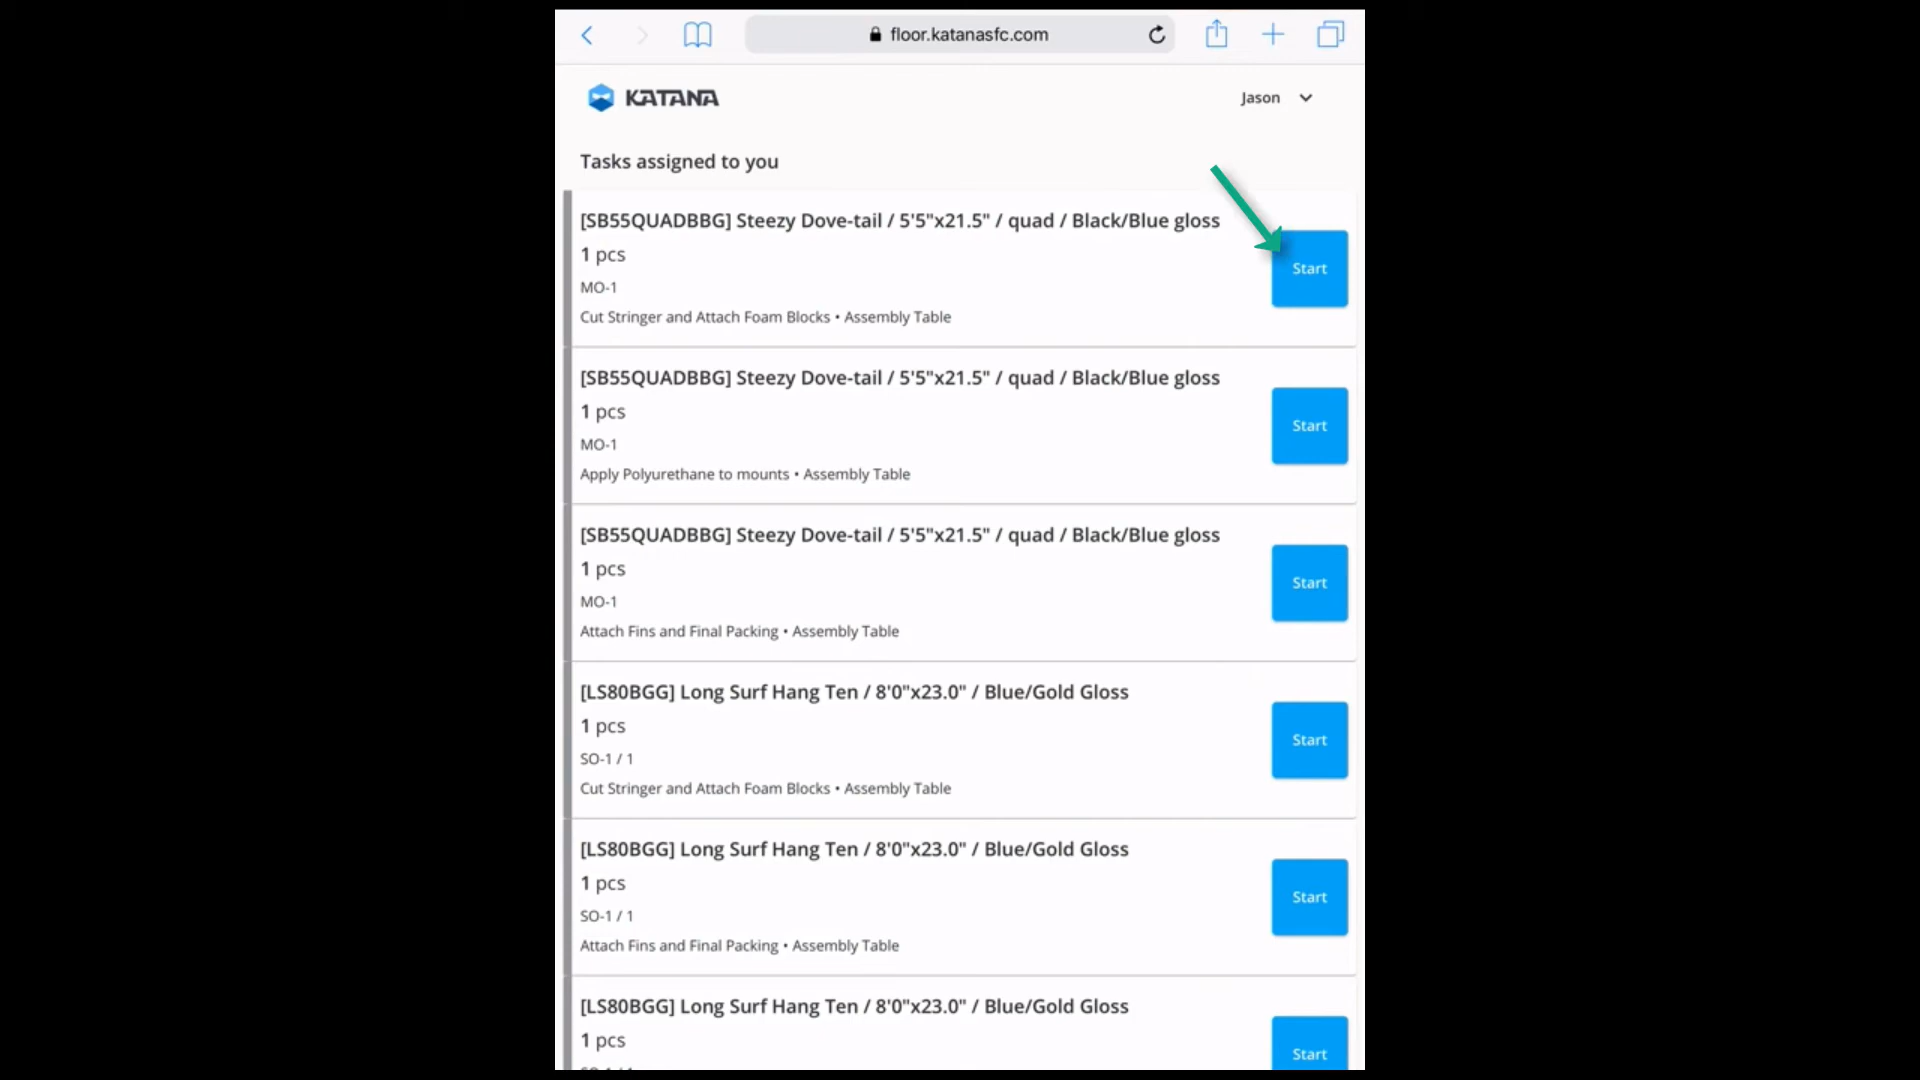 floor.katanasfc.com
KATANA
Jason
Tasks assigned to you
[SB55QUADBBG] Steezy Dove-tail / 5'5"x21.5" / quad / Black/Blue gloss
1 pcs
MO-1
Cut Stringer and Attach Foam Blocks • Assembly Table
Start
[SB55QUADBBG] Steezy Dove-tail / 5'5"x21.5" / quad / Black/Blue gloss
1 pcs
MO-1
Apply Polyurethane to mounts • Assembly Table
Start
[SB55QUADBBG] Steezy Dove-tail / 5'5"x21.5" / quad / Black/Blue gloss
1 pcs
MO-1
Attach Fins and Final Packing • Assembly Table
Start
[LS80BGG] Long Surf Hang Ten / 8'0"x23.0" / Blue/Gold Gloss
1 pcs
SO-1 / 1
Cut Stringer and Attach Foam Blocks • Assembly Table
Start
[LS80BGG] Long Surf Hang Ten / 8'0"x23.0" / Blue/Gold Gloss
1 pcs
SO-1 / 1
Attach Fins and Final Packing • Assembly Table
Start
[LS80BGG] Long Surf Hang Ten / 8'0"x23.0" / Blue/Gold Gloss
1 pcs
Start